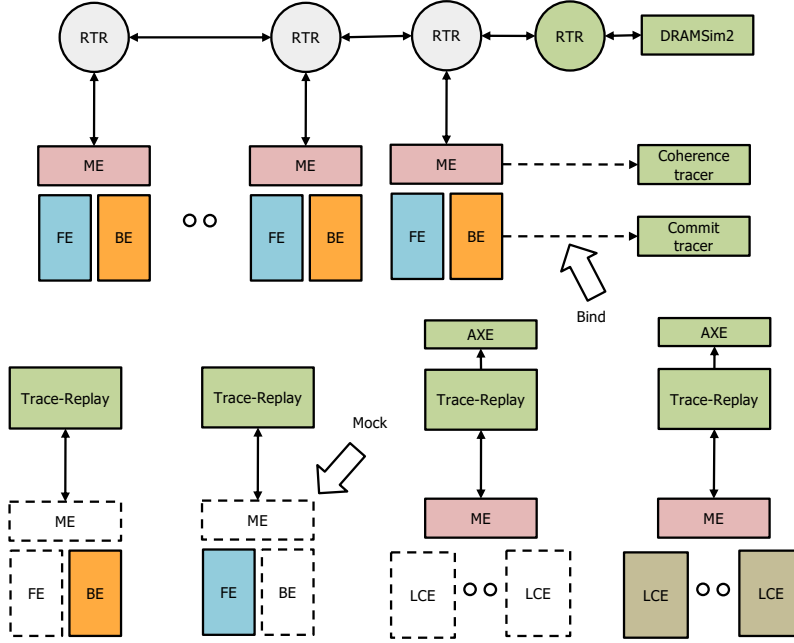 RTR
RTR
RTR
RTR
DRAMSim2
ME
ME
ME
Coherence
tracer
FE
BE
FE
BE
FE
BE
Commit
tracer
Bind
AXE
AXE
Trace-Replay
Trace-Replay
Trace-Replay
Trace-Replay
Mock
ME
ME
ME
ME
FE
BE
FE
BE
LCE
LCE
LCE
LCE